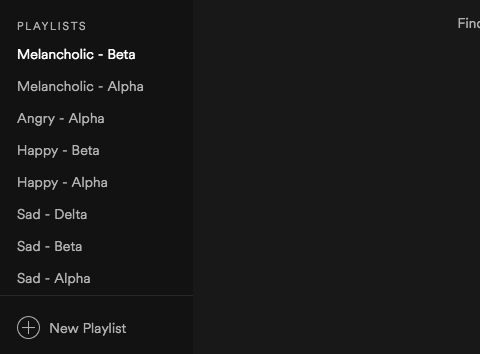 PLAYLISTS
Melancholic - Beta
Melancholic - Alpha
Angry - Alpha
Happy - Beta
Happy - Alpha
Sad - Delta
Sad - Beta
Sad - Alpha
New Playlist